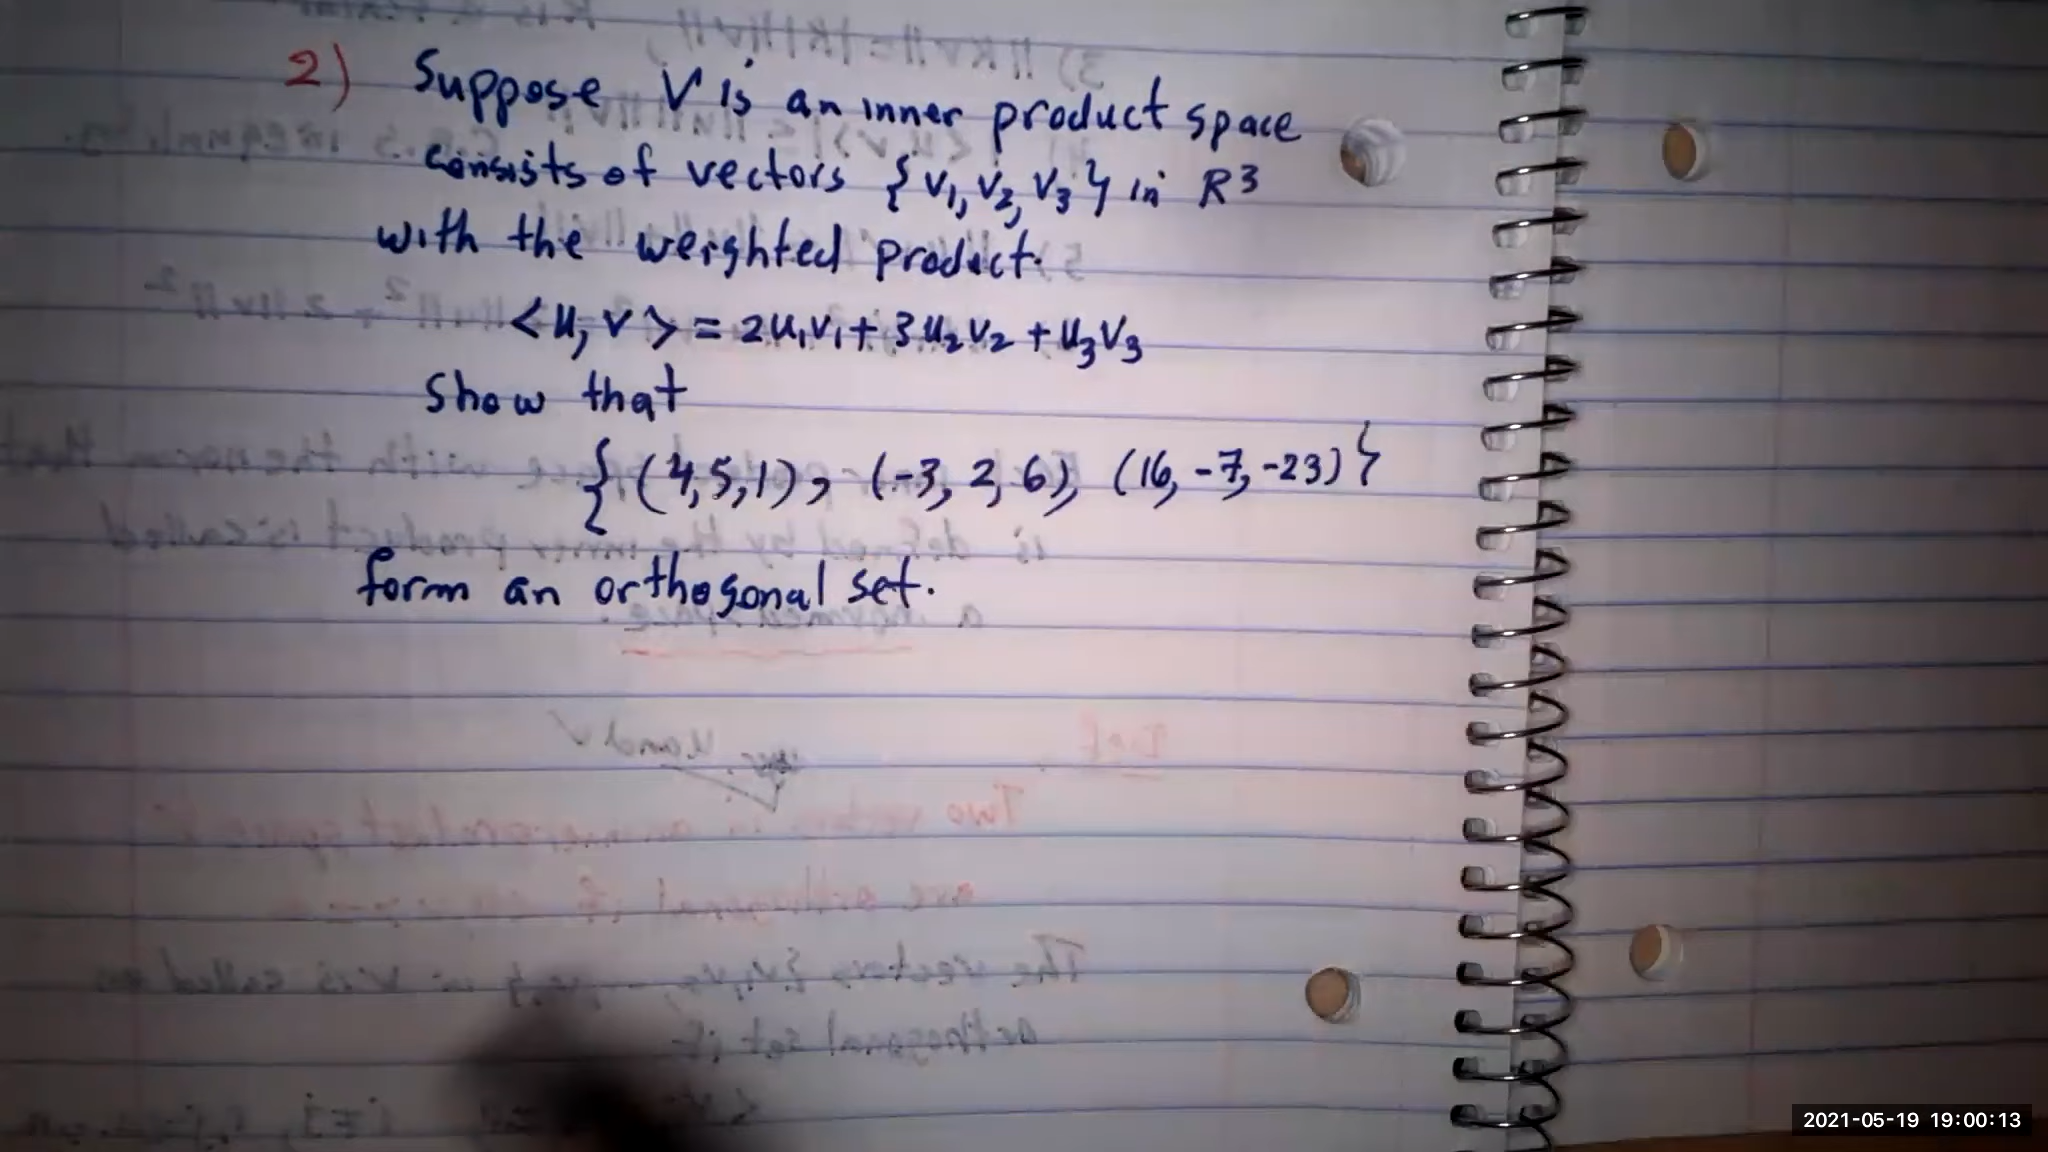 2) Suppose V is an inner product space
consists of vectors {v₁, v₂, v₃} in R³
with the weighted product.
<u, v> = 2u₁v₁ + 3u₂v₂ + u₃v₃
Show that
{(4,5,1), (-3, 2, 6), (16, -7, -23)}
form an orthogonal set.
2021-05-19 19:00:13